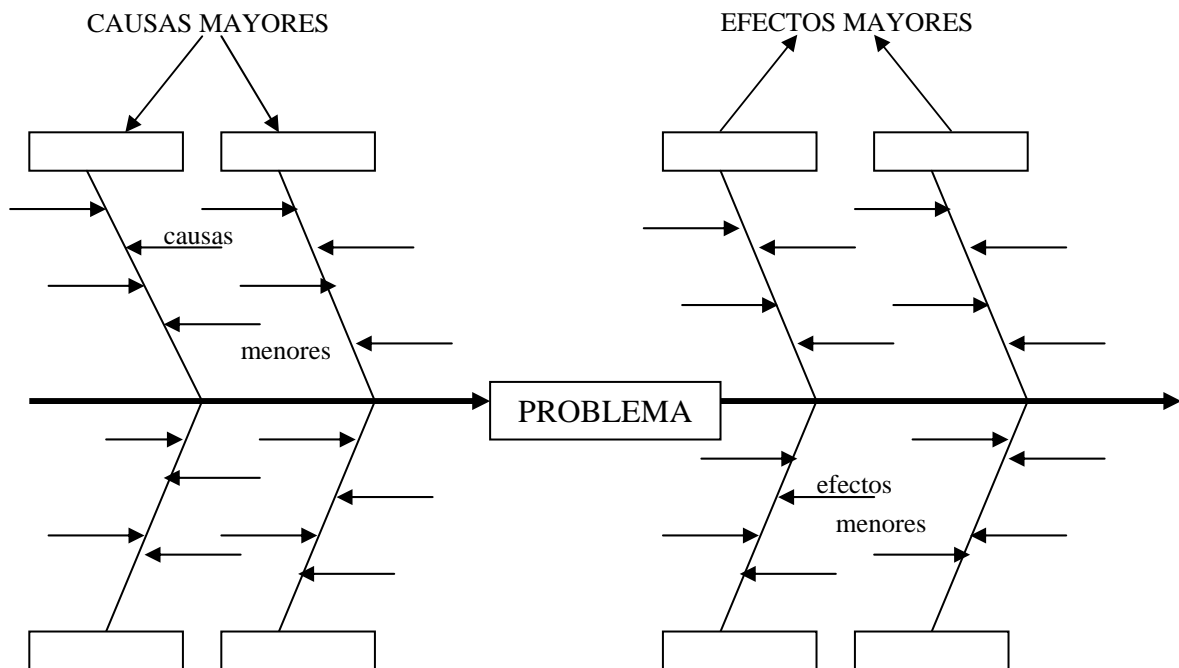 CAUSAS MAYORES
EFECTOS MAYORES
causas
menores
PROBLEMA
efectos
menores